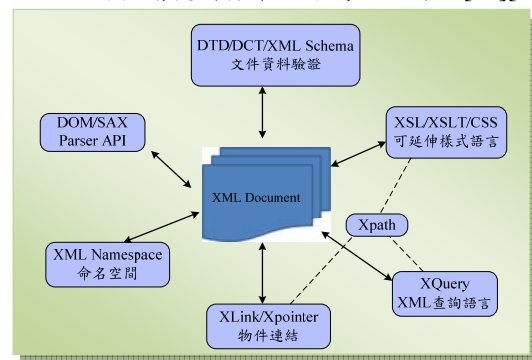 DTD/DCT/XML Schema
文件資料驗證
DOM/SAX
Parser API
XSL/XSLT/CSS
可延伸樣式語言
XML Document
Xpath
XML Namespace
命名空間
XQuery
XML查詢語言
XLink/Xpointer
物件連結